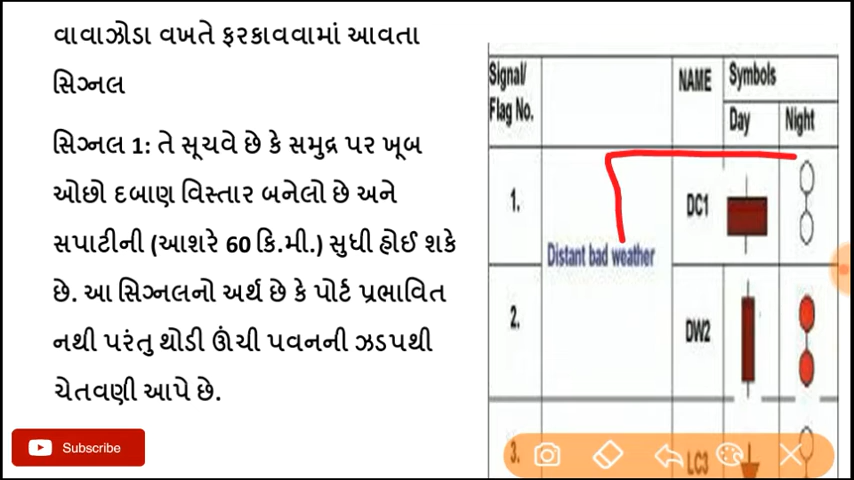 વાવાઝોડા વખતે ફરકાવવામાં આવતા
સિગ્નલ
સિગ્નલ 1: તે સૂચવે છે કે સમુદ્ર પર ખૂબ
ઓછો દબાણ વિસ્તાર બનેલો છે અને
સપાટીની (આશરે 60 કિ.મી.) સુધી હોઈ શકે
છે. આ સિગ્નલનો અર્થ છે કે પોર્ટ પ્રભાવિત
નથી પરંતુ થોડી ઊંચી પવનની ઝડપથી
ચેતવણી આપે છે.
Subscribe
Signal/ NAME Symbols
Flag No. Day Night
1. DC1
Distant bad weather
2. DW2
3. LC3